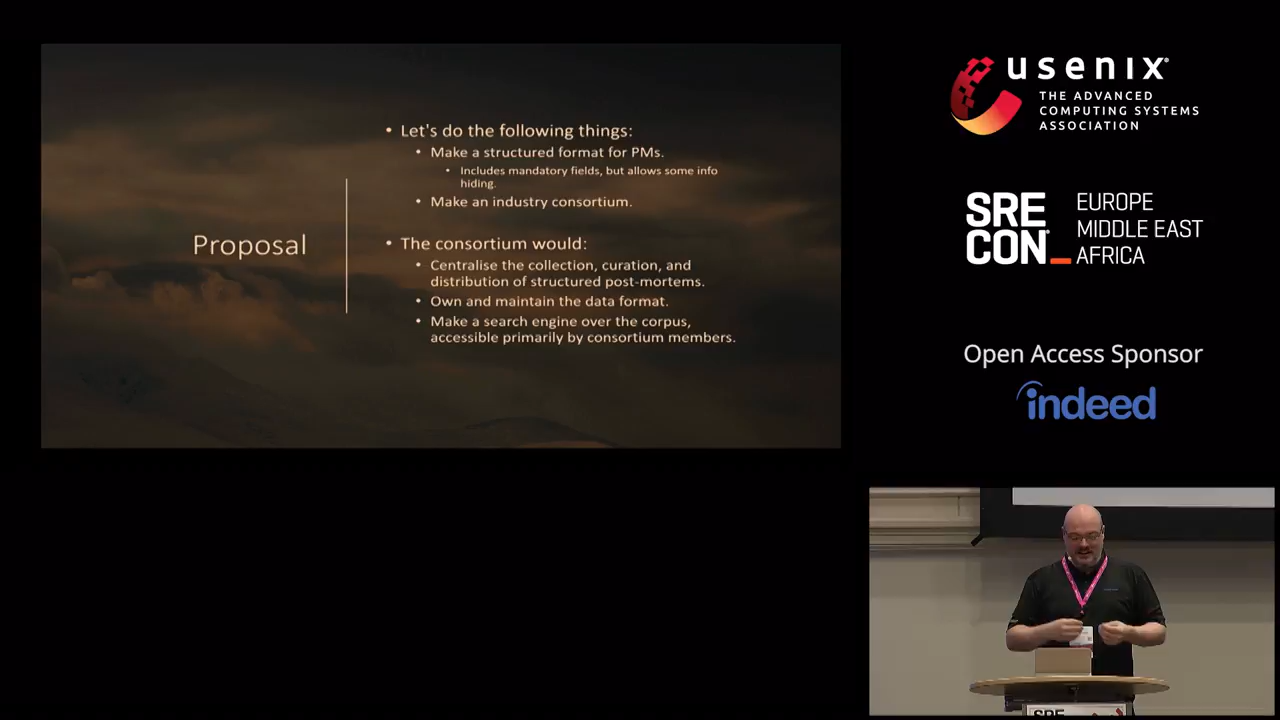 Proposal
• Let's do the following things:
• Make a structured format for PMs.
• Includes mandatory fields, but allows some info
hiding.
• Make an industry consortium.
• The consortium would:
• Centralise the collection, curation, and
distribution of structured post-mortems.
• Own and maintain the data format.
• Make a search engine over the corpus,
accessible primarily by consortium members.
usenix®
THE ADVANCED
COMPUTING SYSTEMS
ASSOCIATION
SRE
CON
EUROPE
MIDDLE EAST
AFRICA
Open Access Sponsor
indeed
SRE